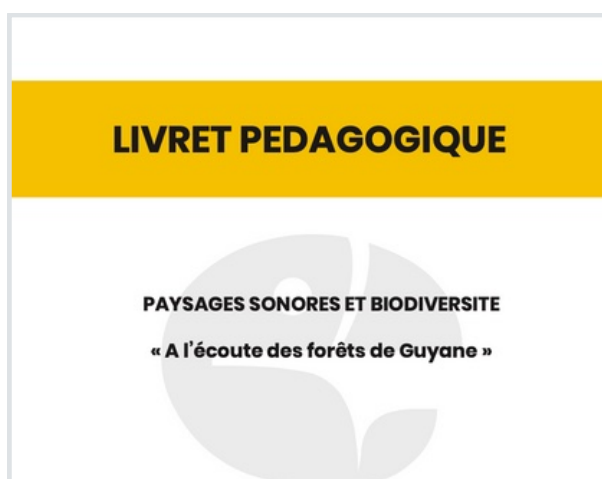 LIVRET PEDAGOGIQUE
PAYSAGES SONORES ET BIODIVERSITE
« A l’écoute des forêts de Guyane »